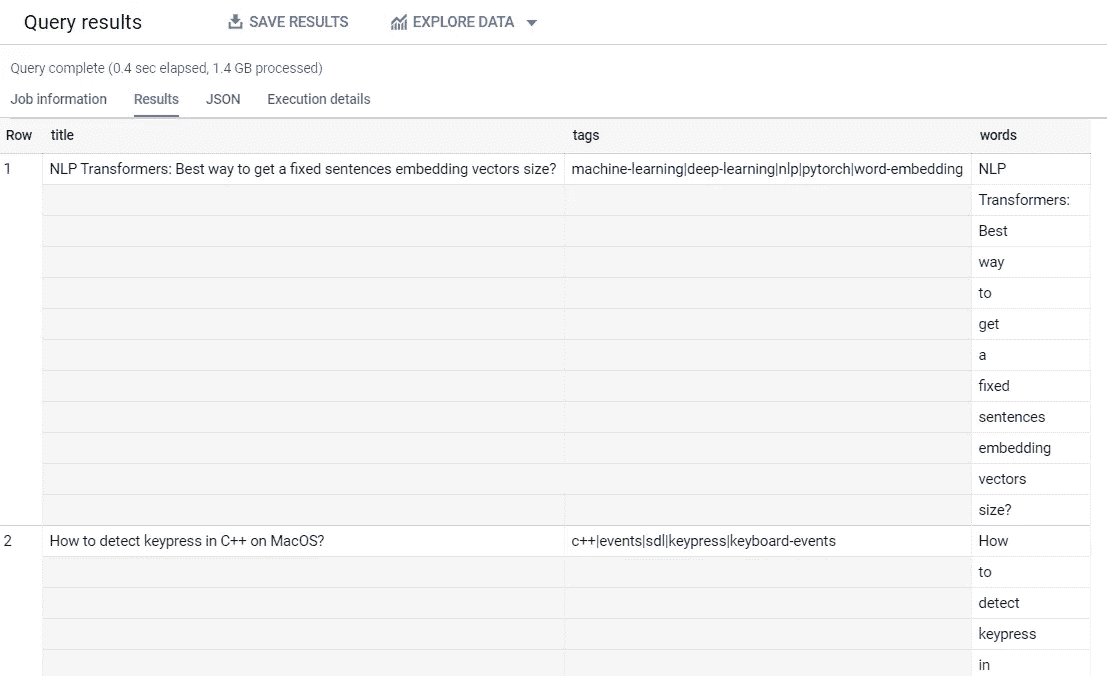 Query results SAVE RESULTS EXPLORE DATA
Query complete (0.4 sec elapsed, 1.4 GB processed)
Job information Results JSON Execution details
Row title tags words
1 NLP Transformers: Best way to get a fixed sentences embedding vectors size? machine-learning|deep-learning|nlp|pytorch|word-embedding NLP
Transformers:
Best
way
to
get
a
fixed
sentences
embedding
vectors
size?
2 How to detect keypress in C++ on MacOS? c++|events|sdl|keypress|keyboard-events How
to
detect
keypress
in